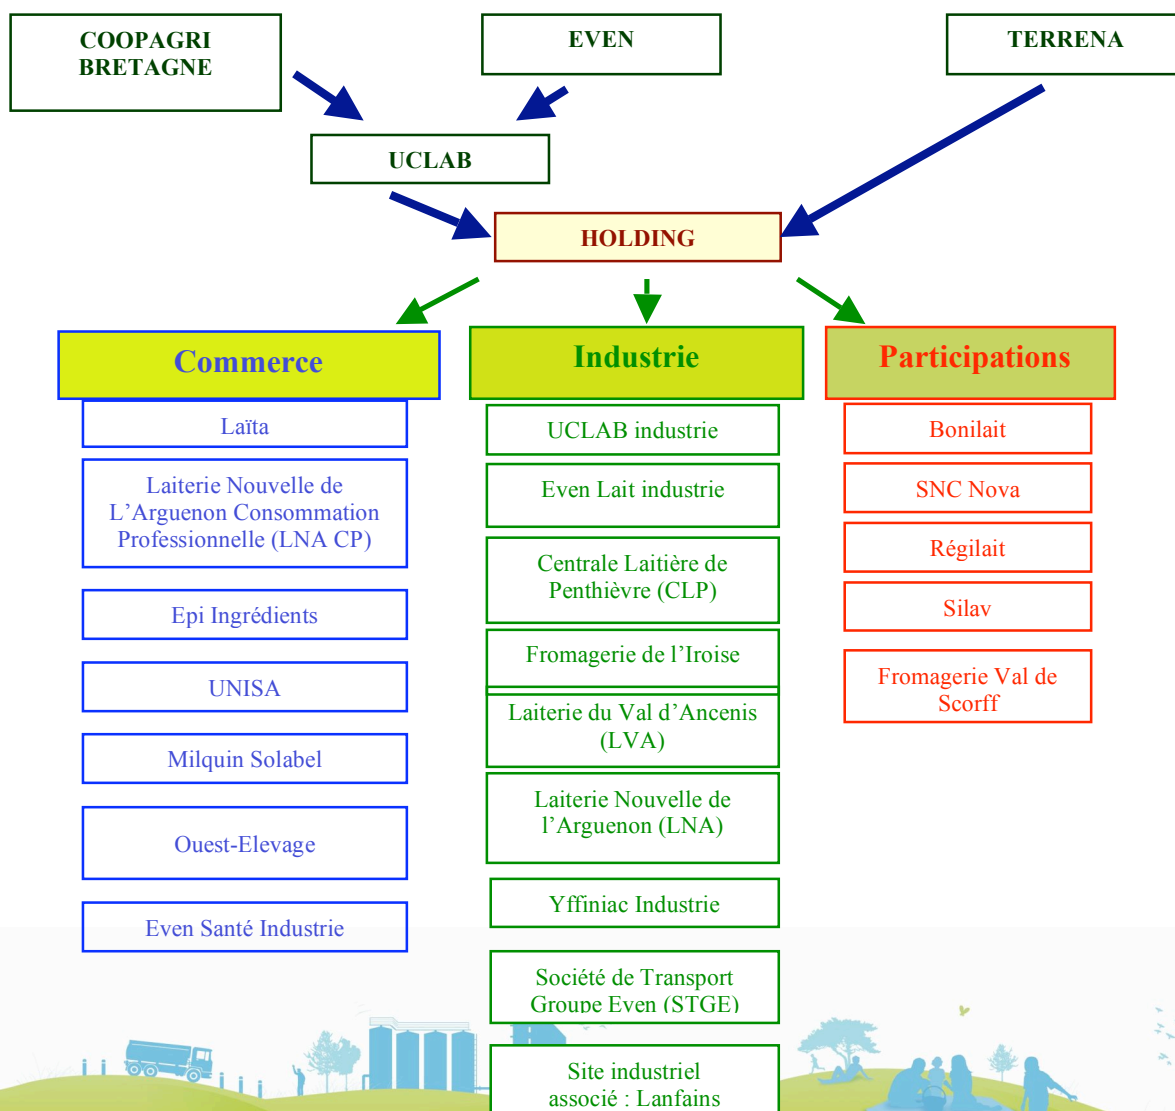 COOPAGRI
BRETAGNE
EVEN
TERRENA
UCLAB
HOLDING
Commerce
Laïta
Laiterie Nouvelle de
L’Arguenon Consommation
Professionnelle (LNA CP)
Epi Ingrédients
UNISA
Milquin Solabel
Ouest-Elevage
Even Santé Industrie
Industrie
UCLAB industrie
Even Lait industrie
Centrale Laitière de
Penthièvre (CLP)
Fromagerie de l’Iroise
Laiterie du Val d’Ancenis
(LVA)
Laiterie Nouvelle de
l’Arguenon (LNA)
Yffiniac Industrie
Société de Transport
Groupe Even (STGE)
Site industriel
associé : Lanfains
Participations
Bonilait
SNC Nova
Régilait
Silav
Fromagerie Val de
Scorff